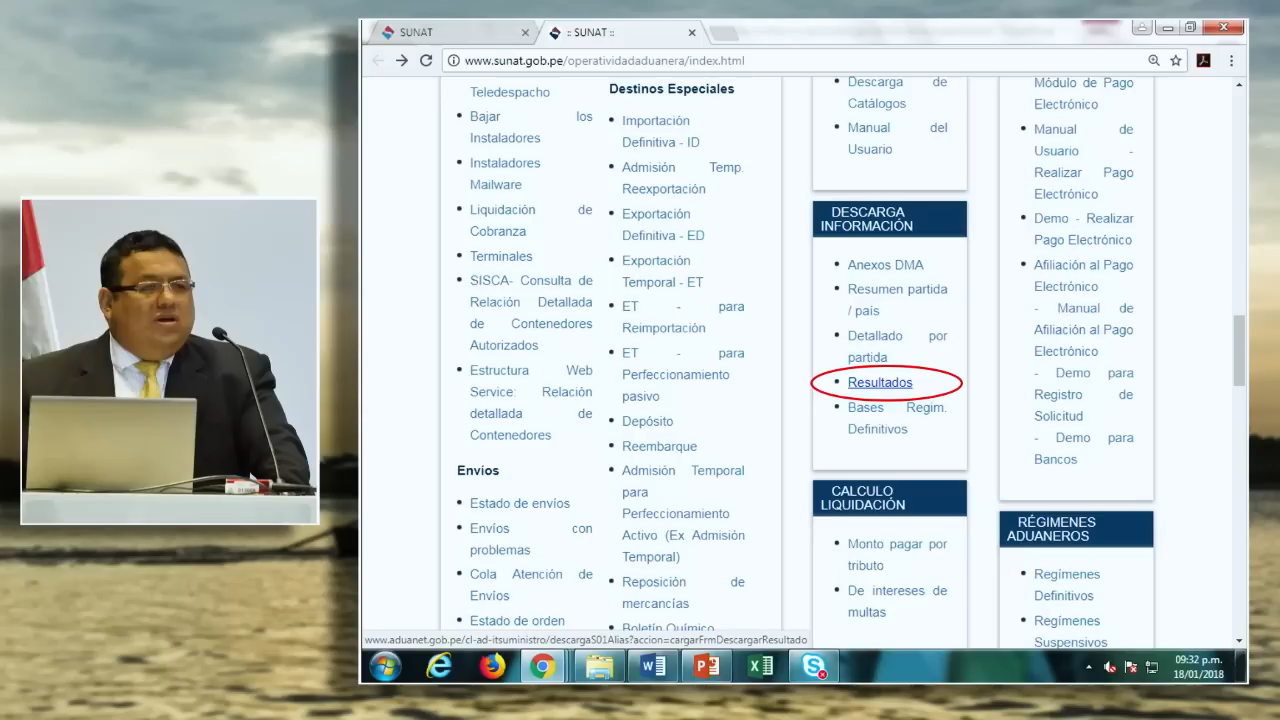 SUNAT
:: SUNAT ::
www.sunat.gob.pe/operatividadaduanera/index.html
Teledespacho
Bajar los
Instaladores
Instaladores
Mailware
Liquidación de
Cobranza
Terminales
SISCA- Consulta de
Relación Detallada
de Contenedores
Autorizados
Estructura Web
Service: Relación
detallada de
Contenedores
Envíos
Estado de envíos
Envíos con
problemas
Cola Atención de
Envíos
Estado de orden
Destinos Especiales
Importación
Definitiva - ID
Admisión Temp.
Reexportación
Exportación
Definitiva - ED
Exportación
Temporal - ET
ET - para
Reimportación
ET - para
Perfeccionamiento
pasivo
Depósito
Reembarque
Admisión Temporal
para
Perfeccionamiento
Activo (Ex Admisión
Temporal)
Reposición de
mercancías
Boletín Químico
Descarga de
Catálogos
Manual del
Usuario
DESCARGA
INFORMACIÓN
Anexos DMA
Resumen partida
/ país
Detallado por
partida
Resultados
Bases Regim.
Definitivos
CALCULO
LIQUIDACIÓN
Monto pagar por
tributo
De intereses de
multas
Módulo de Pago
Electrónico
Manual de
Usuario -
Realizar Pago
Electrónico
Demo - Realizar
Pago Electrónico
Afiliación al Pago
Electrónico
- Manual de
Afiliación al Pago
Electrónico
- Demo para
Registro de
Solicitud
- Demo para
Bancos
RÉGIMENES
ADUANEROS
Regímenes
Definitivos
Regímenes
Suspensivos
www.aduanet.gob.pe/cl-ad-itsuministro/descargaS01Alias?accion=cargarFrmDescargarResultado
09:32 p.m.
18/01/2018